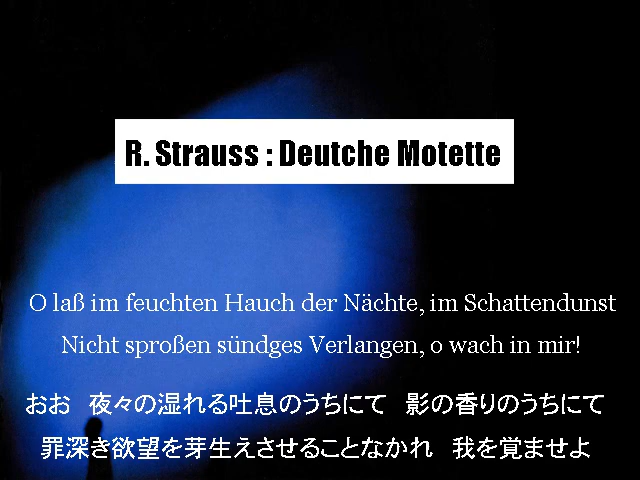 R. Strauss : Deutche Motette
O laß im feuchten Hauch der Nächte, im Schattendunst
Nicht sproßen sündges Verlangen, o wach in mir!
おお　夜々の湿れる吐息のうちにて　影の香りのうちにて
罪深き欲望を芽生えさせることなかれ　我を覚ませよ